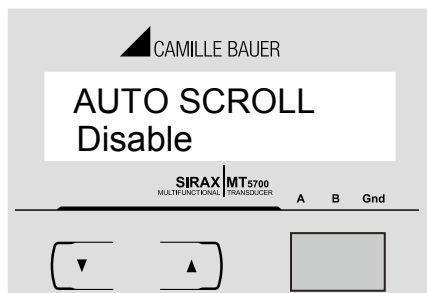 CAMILLE BAUER
AUTO SCROLL
Disable
SIRAX MT5700
MULTIFUNCTIONAL TRANSDUCER
A B Gnd